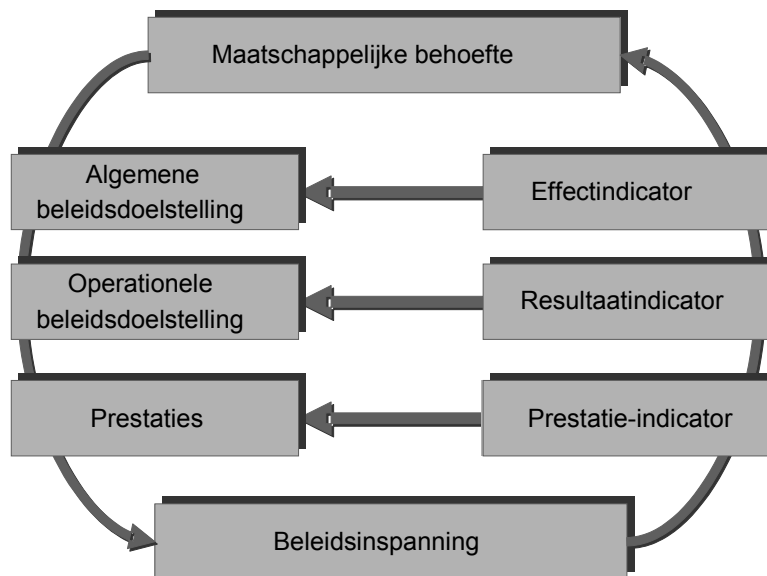 Maatschappelijke behoefte
Algemene
beleidsdoelstelling
Effectindicator
Operationele
beleidsdoelstelling
Resultaatindicator
Prestaties
Prestatie-indicator
Beleidsinspanning